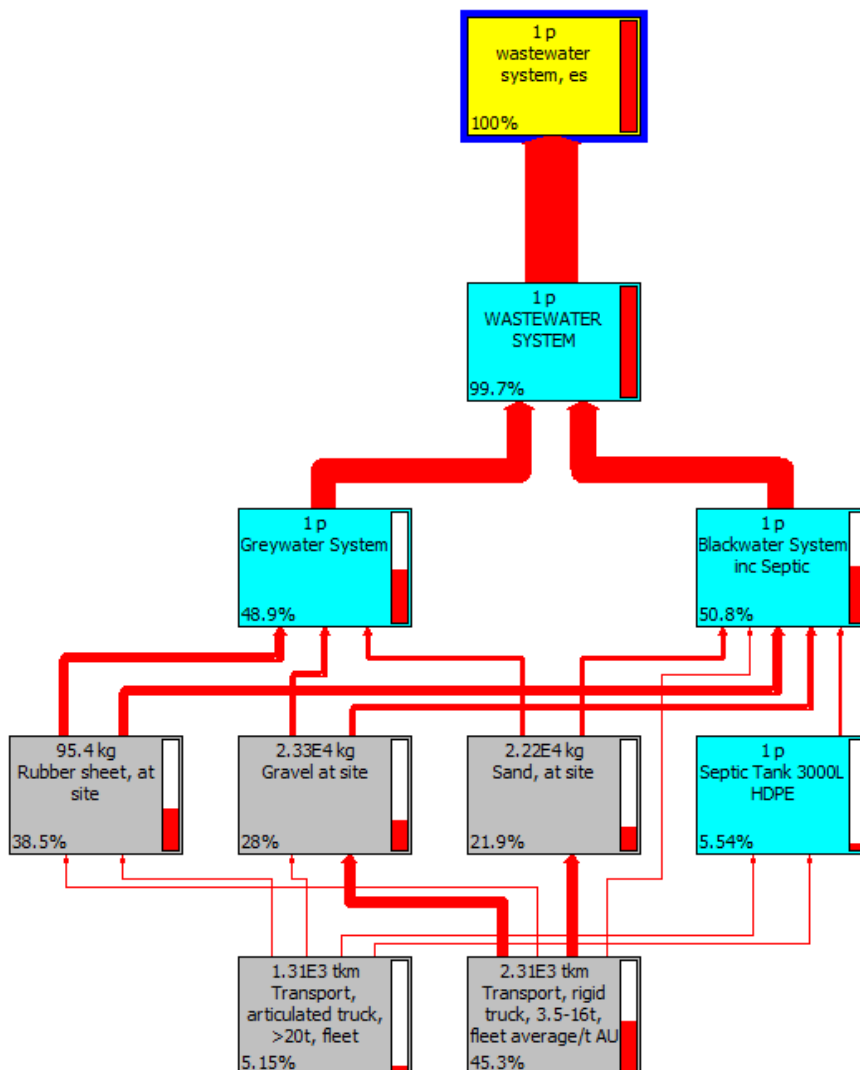 1 p
wastewater
system, es
100%
1 p
WASTEWATER
SYSTEM
99.7%
1 p
Greywater System
48.9%
1 p
Blackwater System
inc Septic
50.8%
95.4 kg
Rubber sheet, at
site
38.5%
2.33E4 kg
Gravel at site
28%
2.22E4 kg
Sand, at site
21.9%
1 p
Septic Tank 3000L
HDPE
5.54%
1.31E3 tkm
Transport,
articulated truck,
>20t, fleet
5.15%
2.31E3 tkm
Transport, rigid
truck, 3.5-16t,
fleet average/t AU
45.3%